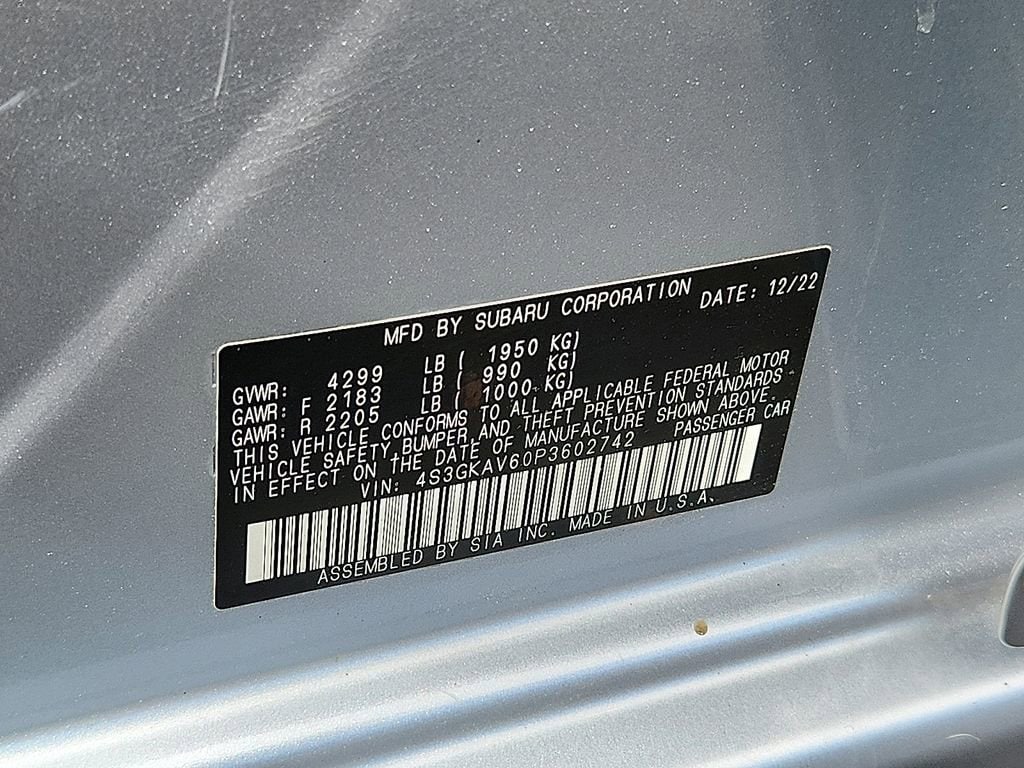 MFD BY SUBARU CORPORATION DATE: 12/22
GVWR: 4299 LB ( 1950 KG)
GAWR: F 2183 LB ( 990 KG)
GAWR: R 2205 LB ( 1000 KG)
THIS VEHICLE CONFORMS TO ALL APPLICABLE FEDERAL MOTOR
VEHICLE SAFETY, BUMPER, AND THEFT PREVENTION STANDARDS
IN EFFECT ON THE DATE OF MANUFACTURE SHOWN ABOVE.
VIN: 4S3GKAV60P3602742 PASSENGER CAR
ASSEMBLED BY SIA INC. MADE IN U.S.A.